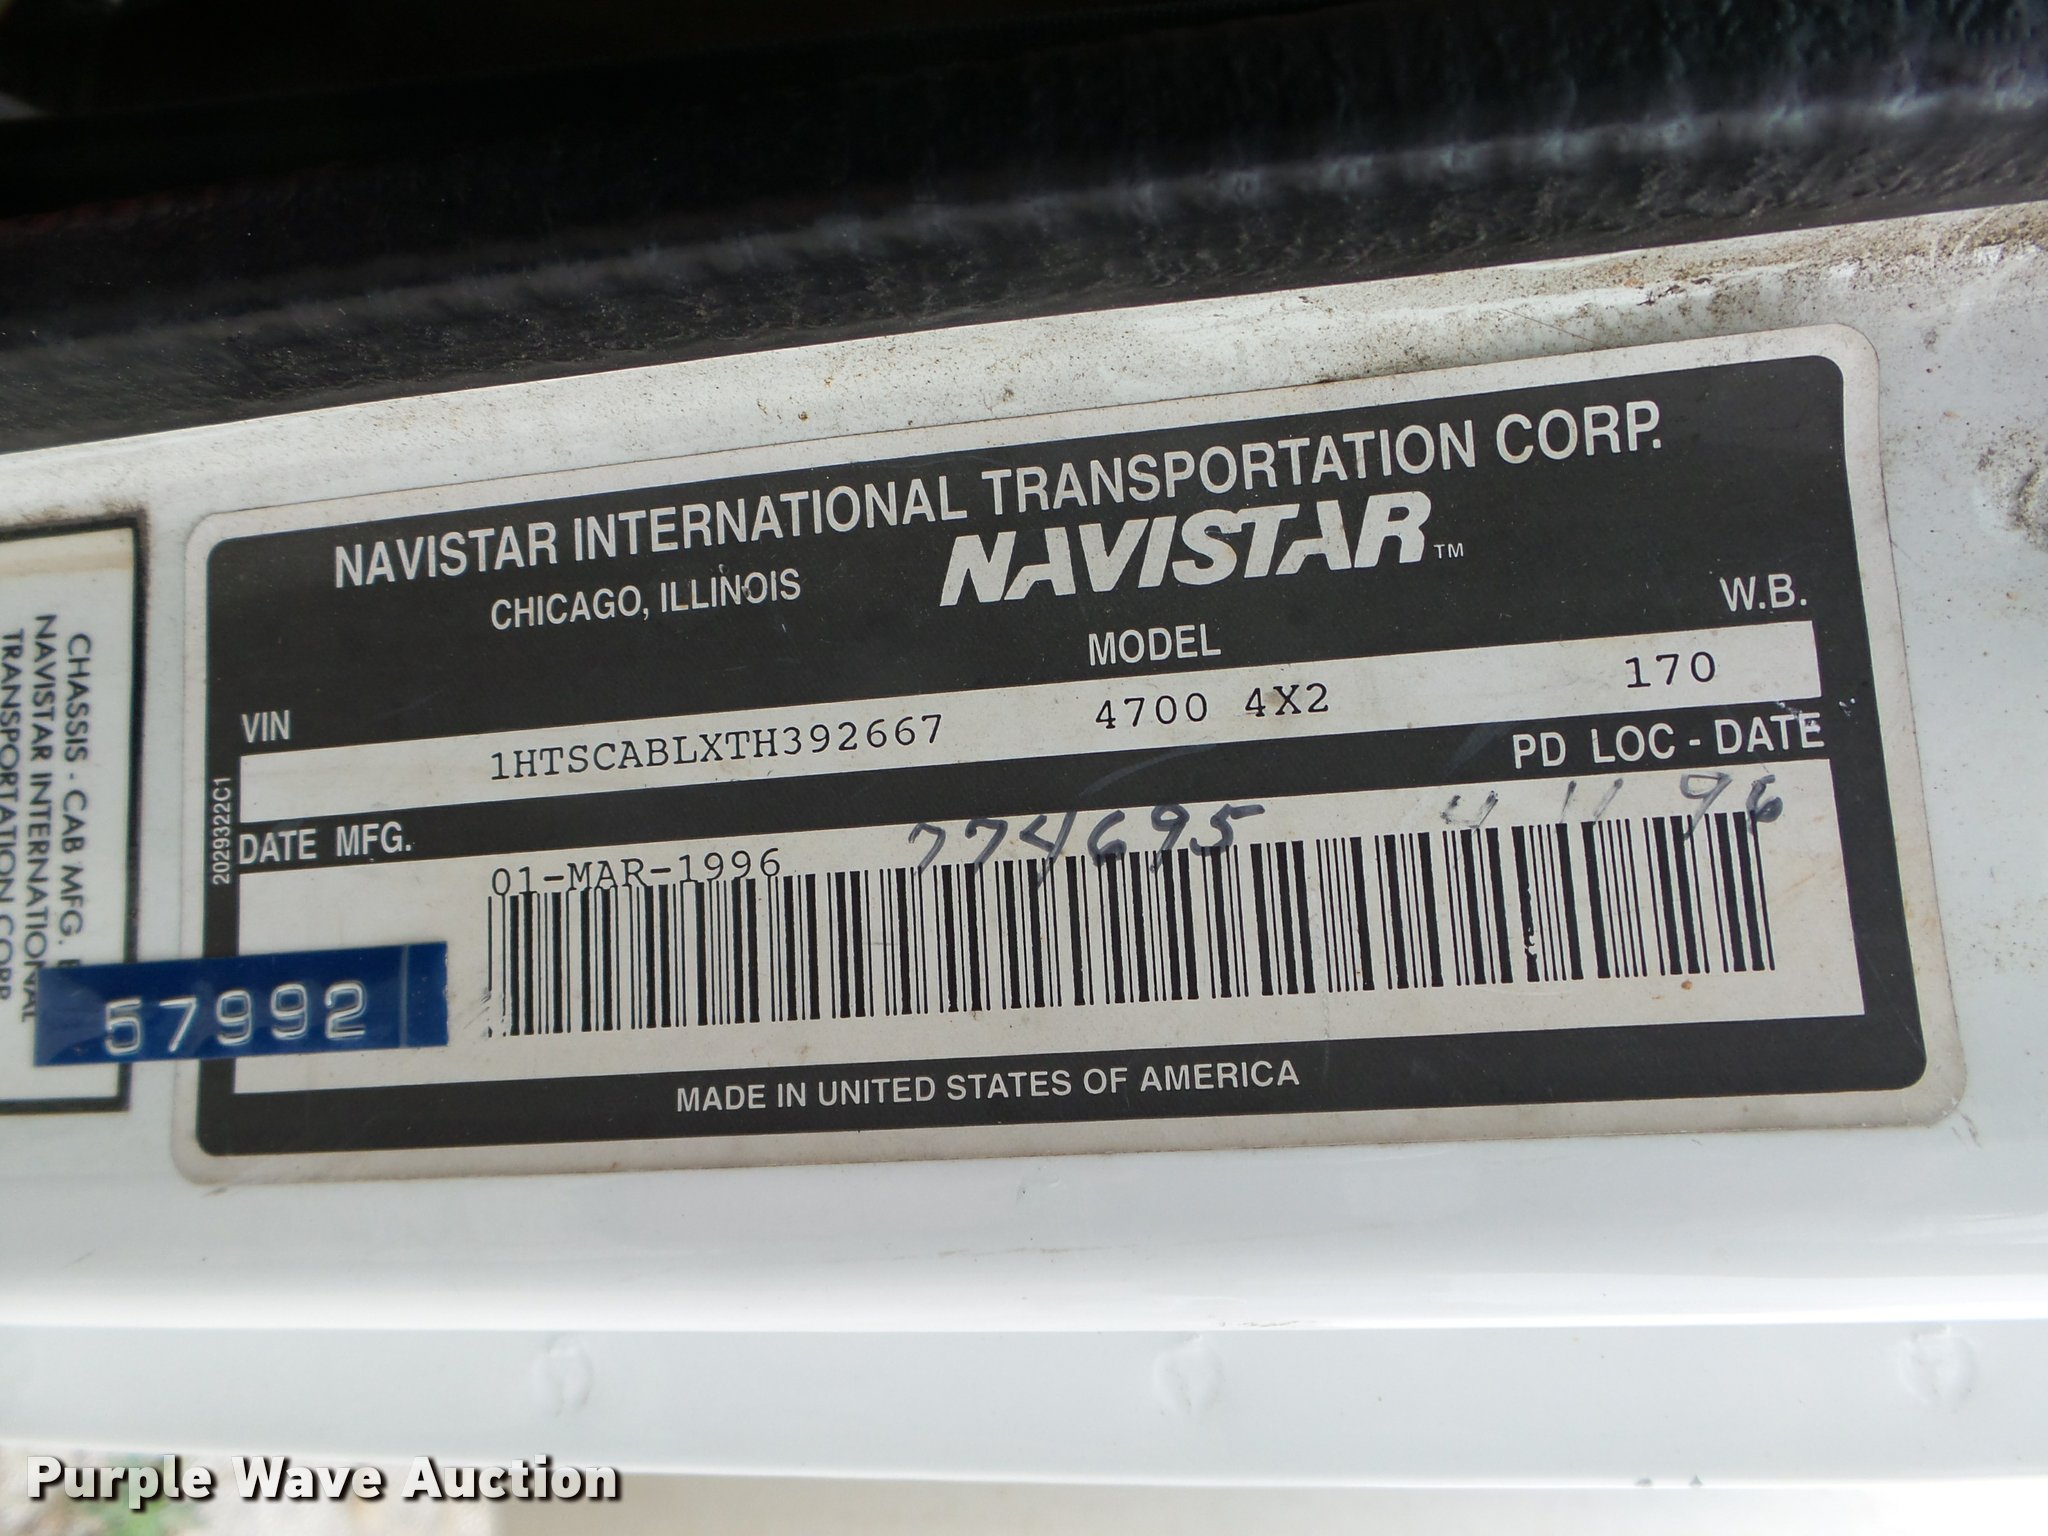 NAVISTAR INTERNATIONAL TRANSPORTATION CORP.
CHICAGO, ILLINOIS
NAVISTAR™
VIN
MODEL
W.B.
1HTSCABLXTH392667
4700 4X2
170
DATE MFG.
PD LOC - DATE
01-MAR-1996
774695
4 11 96
2029322C1
MADE IN UNITED STATES OF AMERICA
CHASSIS - CAB MFG.
NAVISTAR INTERNATIONAL
TRANSPORTATION CORP
57992
Purple Wave Auction